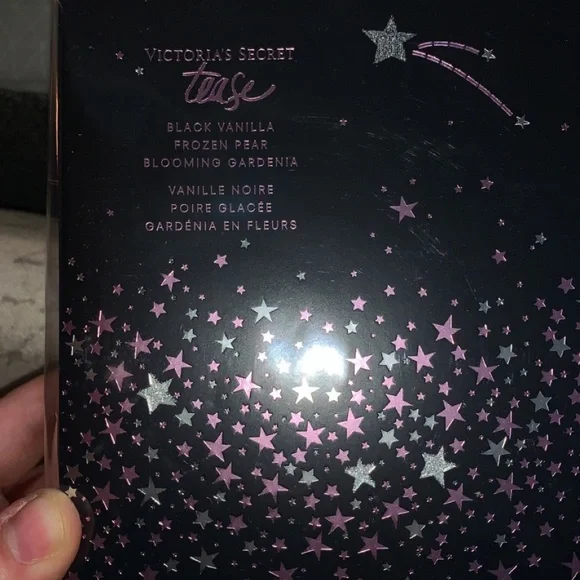 VICTORIA'S SECRET
tease
BLACK VANILLA
FROZEN PEAR
BLOOMING GARDENIA
VANILLE NOIRE
POIRE GLACÉE
GARDÉNIA EN FLEURS